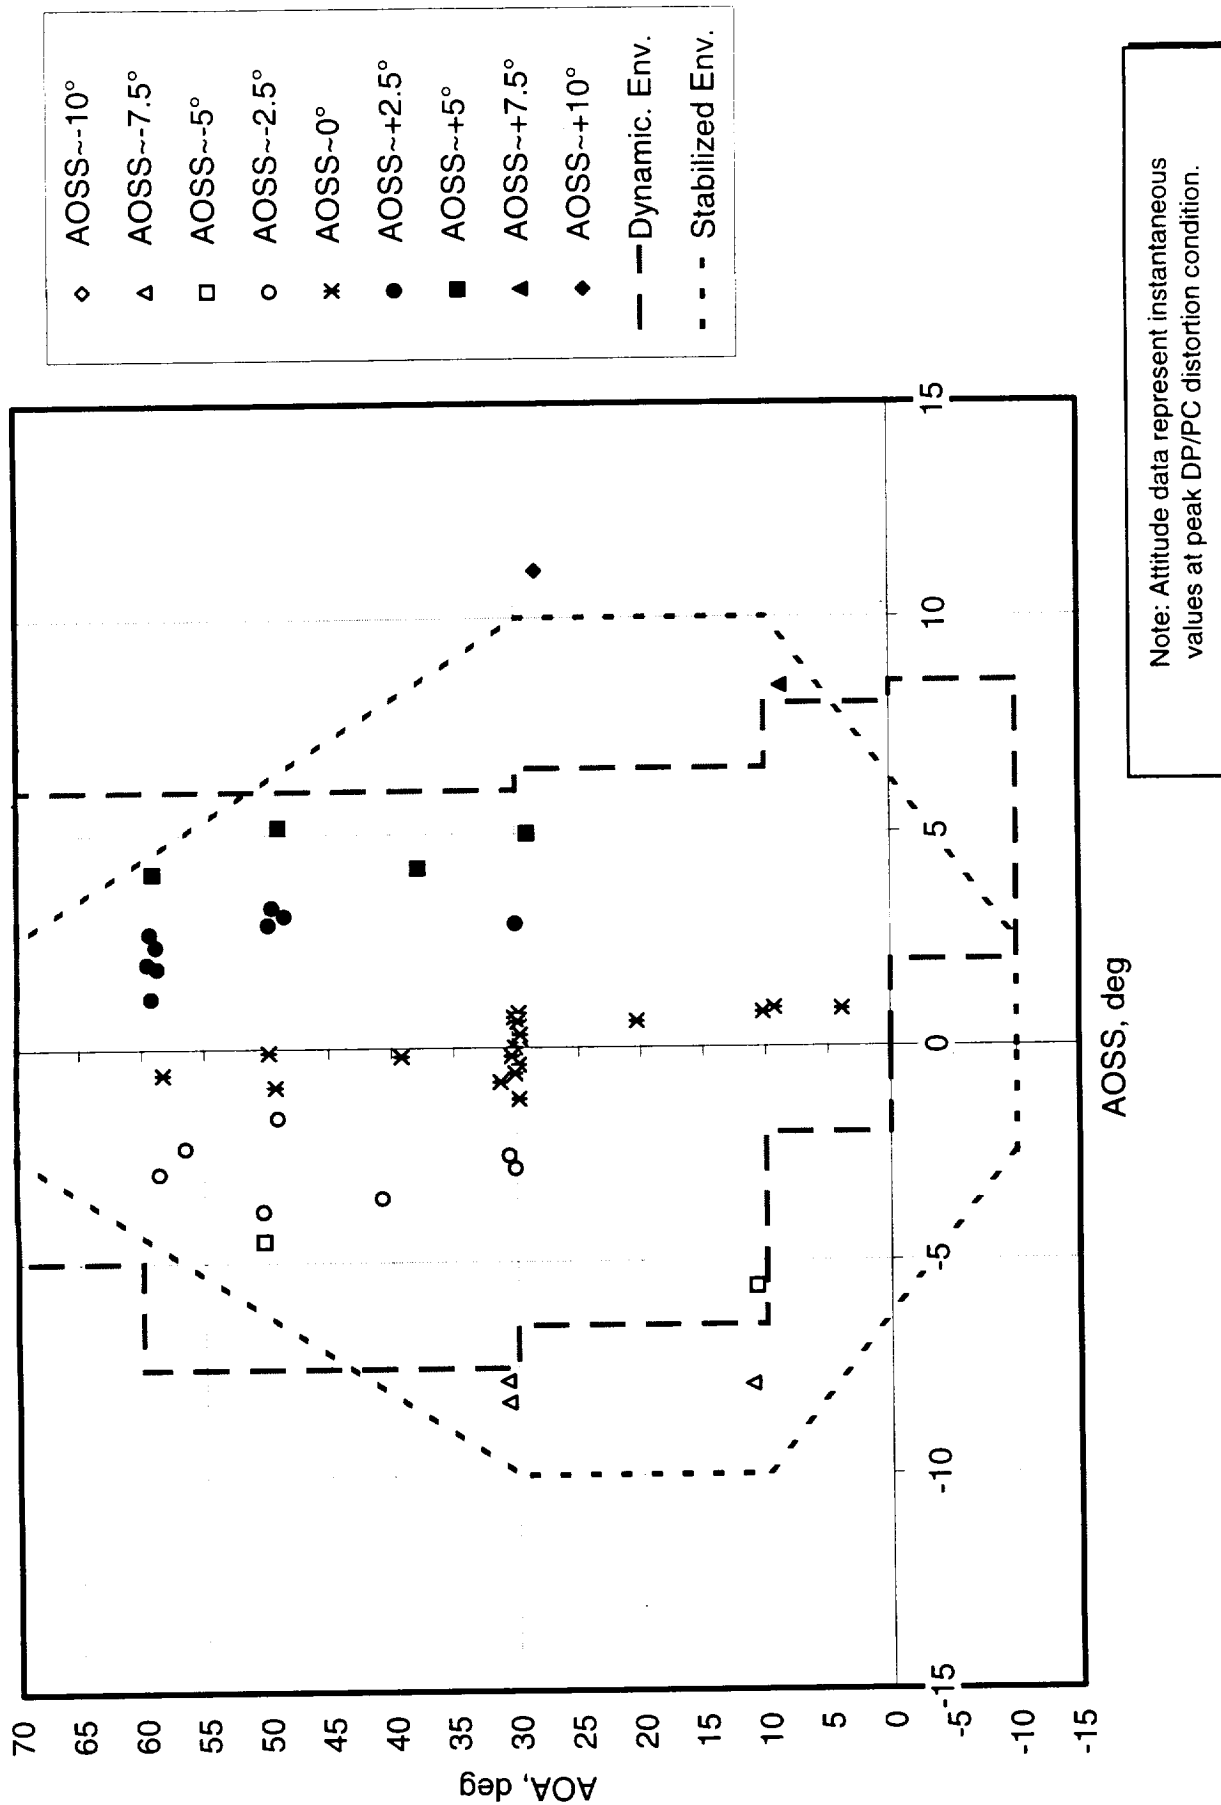 70
65
60
55
50
45
40
35
30
25
20
15
10
5
0
-5
-10
-15
AOA, deg
-15
-10
-5
0
5
10
15
AOSS, deg
AOSS~-10°
AOSS~-7.5°
AOSS~-5°
AOSS~-2.5°
AOSS~0°
AOSS~+2.5°
AOSS~+5°
AOSS~+7.5°
AOSS~+10°
Dynamic. Env.
Stabilized Env.
Note: Attitude data represent instantaneous
values at peak DP/PC distortion condition.